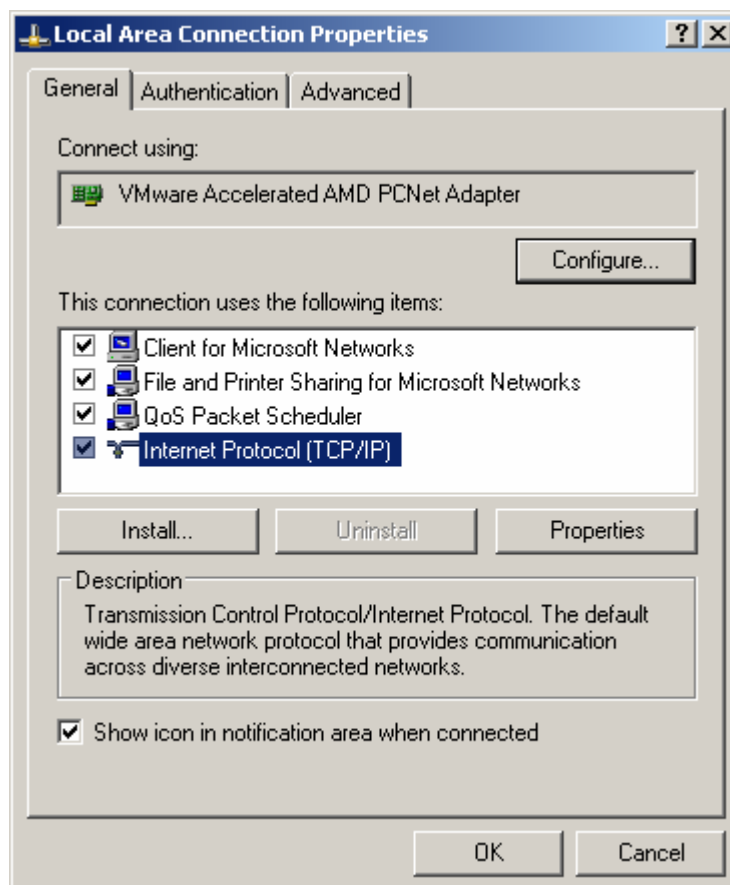 Local Area Connection Properties
General
Authentication
Advanced
Connect using:
VMware Accelerated AMD PCNet Adapter
Configure...
This connection uses the following items:
Client for Microsoft Networks
File and Printer Sharing for Microsoft Networks
QoS Packet Scheduler
Internet Protocol (TCP/IP)
Install...
Uninstall
Properties
Description
Transmission Control Protocol/Internet Protocol. The default
wide area network protocol that provides communication
across diverse interconnected networks.
Show icon in notification area when connected
OK
Cancel